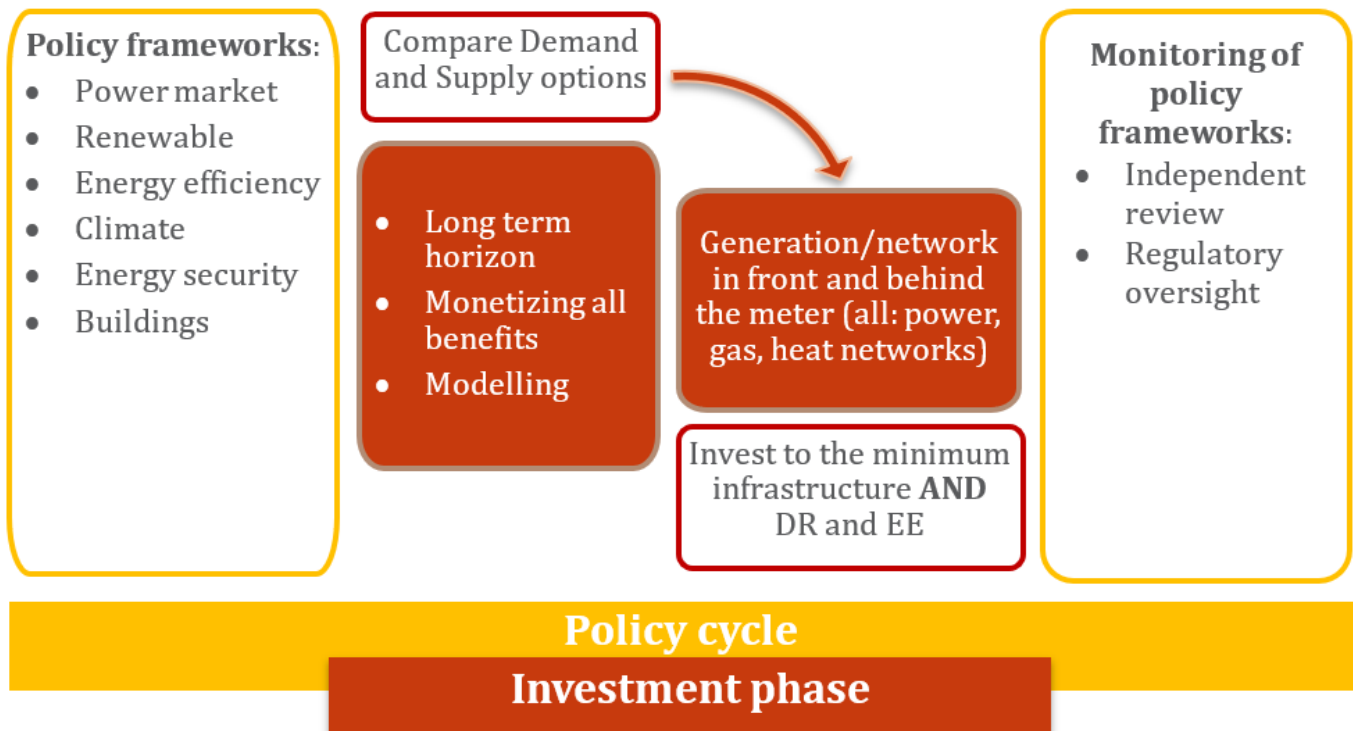 Policy frameworks:
• Power market
• Renewable
• Energy efficiency
• Climate
• Energy security
• Buildings
Compare Demand
and Supply options
• Long term
horizon
• Monetizing all
benefits
• Modelling
Generation/network
in front and behind
the meter (all: power,
gas, heat networks)
Invest to the minimum
infrastructure AND
DR and EE
Monitoring of
policy
frameworks:
• Independent
review
• Regulatory
oversight
Policy cycle
Investment phase